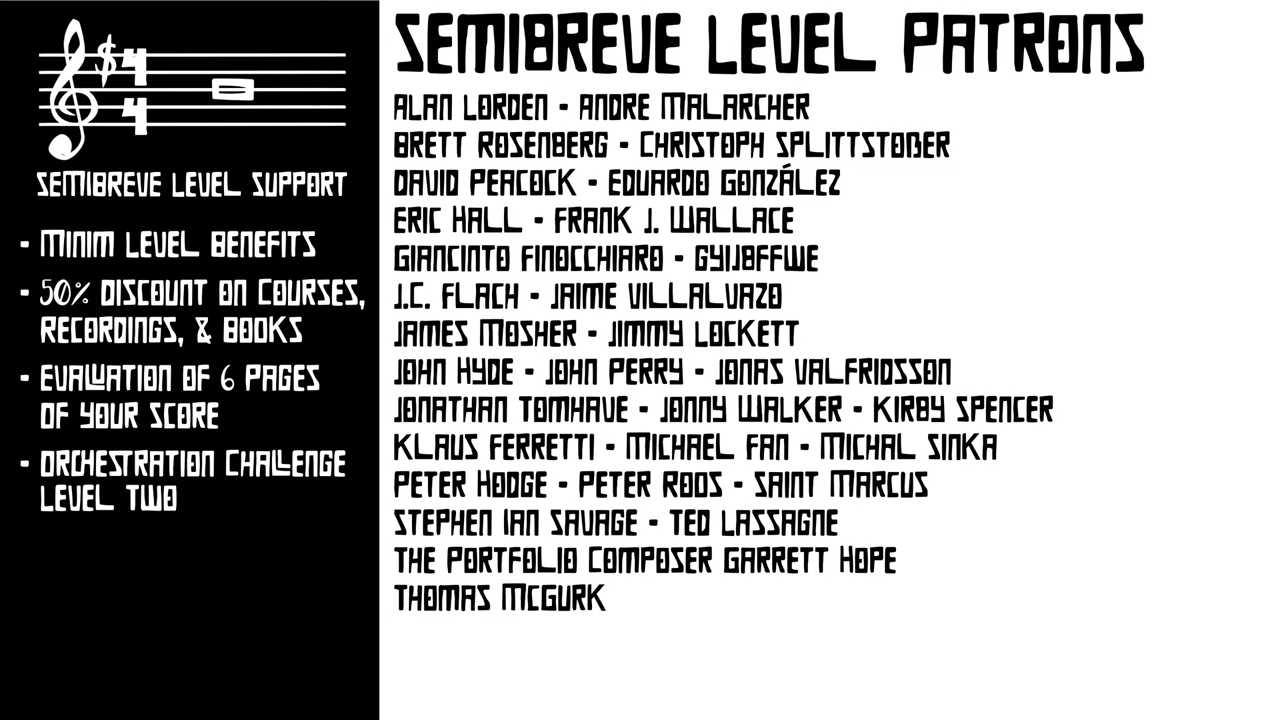 $4
4
SEMIBREVE LEVEL SUPPORT
- MINIM LEVEL BENEFITS
- 50% DISCOUNT ON COURSES,
RECORDINGS, & BOOKS
- EVALUATION OF 6 PAGES
OF YOUR SCORE
- ORCHESTRATION CHALLENGE
LEVEL TWO
SEMIBREVE LEVEL PATRONS
ALAN LORDEN - ANDRE MALARCHER
BRETT ROSENBERG - CHRISTOPH SPLITTSTOßER
DAVID PEACOCK - EDUARDO GONZÁLEZ
ERIC HALL - FRANK J. WALLACE
GIANCINTO FINOCCHIARO - GYIJBFFWE
J.C. FLACH - JAIME VILLALVAZO
JAMES MOSHER - JIMMY LOCKETT
JOHN HYDE - JOHN PERRY - JONAS VALFRIDSSON
JONATHAN TOMHAVE - JONNY WALKER - KIRBY SPENCER
KLAUS FERRETTI - MICHAEL FAN - MICHAL SINKA
PETER HODGE - PETER ROOS - SAINT MARCUS
STEPHEN IAN SAVAGE - TED LASSAGNE
THE PORTFOLIO COMPOSER GARRETT HOPE
THOMAS MCGURK